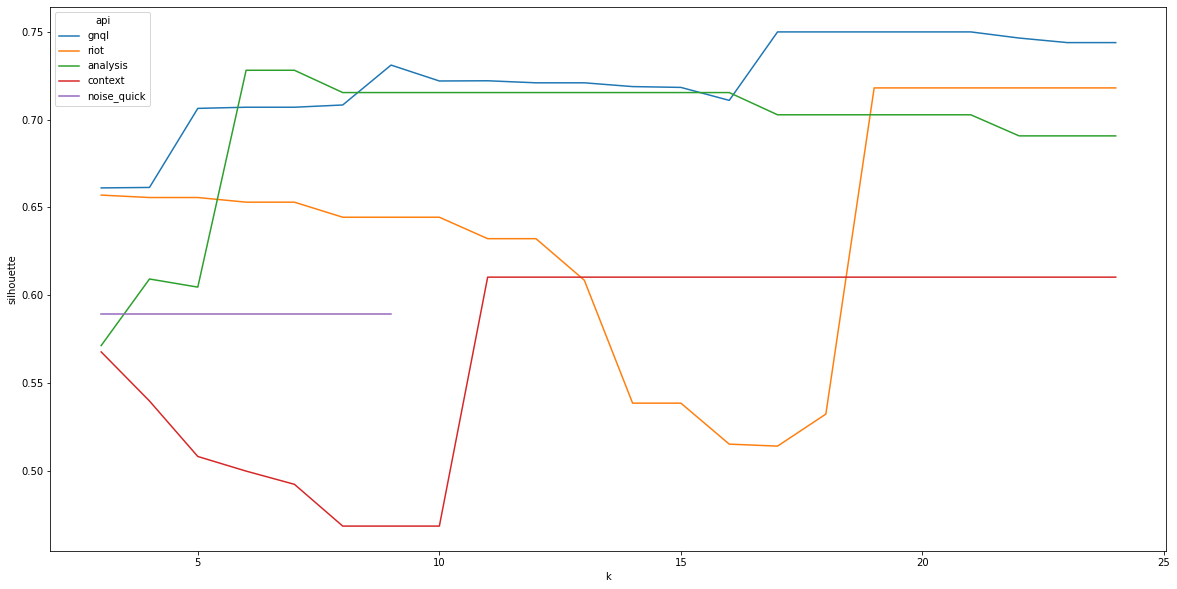 api
gnql
riot
analysis
context
noise_quick
0.75
0.70
0.65
0.60
0.55
0.50
silhouette
5 10 15 20 25
k